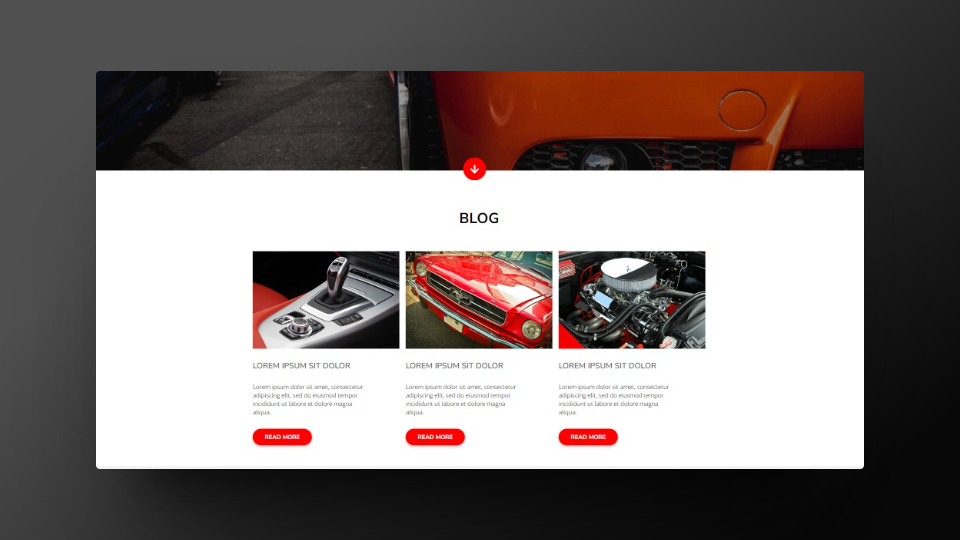 BLOG
LOREM IPSUM SIT DOLOR
Lorem ipsum dolor sit amet, consectetur
adipiscing elit, sed do eiusmod tempor
incididunt ut labore et dolore magna
aliqua.
READ MORE
LOREM IPSUM SIT DOLOR
Lorem ipsum dolor sit amet, consectetur
adipiscing elit, sed do eiusmod tempor
incididunt ut labore et dolore magna
aliqua.
READ MORE
LOREM IPSUM SIT DOLOR
Lorem ipsum dolor sit amet, consectetur
adipiscing elit, sed do eiusmod tempor
incididunt ut labore et dolore magna
aliqua.
READ MORE